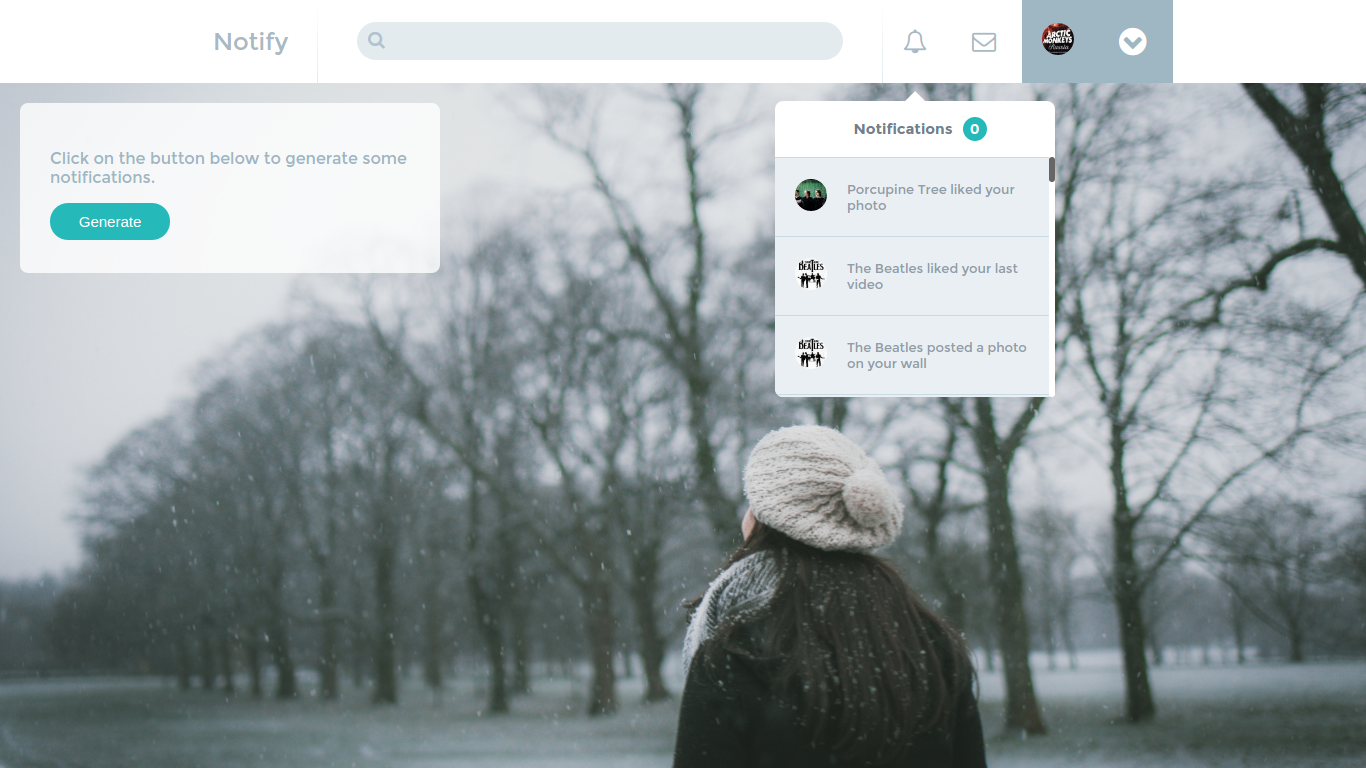 Notify
ARCTIC
MONKEYS
Notifications 0
Click on the button below to generate some
notifications.
Generate
Porcupine Tree liked your
photo
BEATLES
The Beatles liked your last
video
BEATLES
The Beatles posted a photo
on your wall